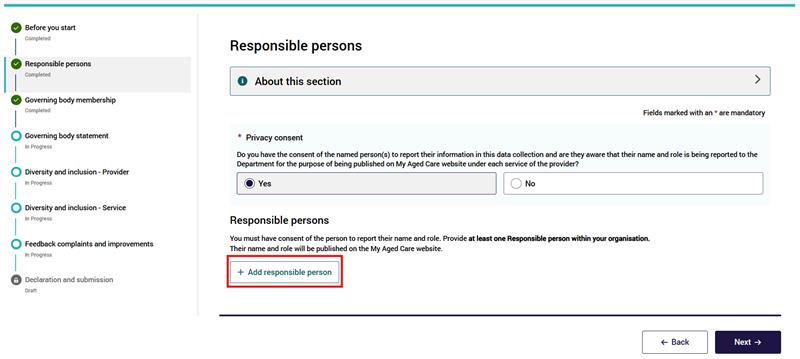 Before you start
Completed
Responsible persons
Completed
Governing body membership
Completed
Governing body statement
In Progress
Diversity and inclusion - Provider
In Progress
Diversity and inclusion - Service
In Progress
Feedback complaints and improvements
In Progress
Declaration and submission
Draft
Responsible persons
About this section
Fields marked with an * are mandatory
* Privacy consent
Do you have the consent of the named person(s) to report their information in this data collection and are they aware that their name and role is being reported to the
Department for the purpose of being published on My Aged Care website under each service of the provider?
Yes
No
Responsible persons
You must have consent of the person to report their name and role. Provide at least one Responsible person within your organisation.
Their name and role will be published on the My Aged Care website.
+ Add responsible person
← Back
Next →